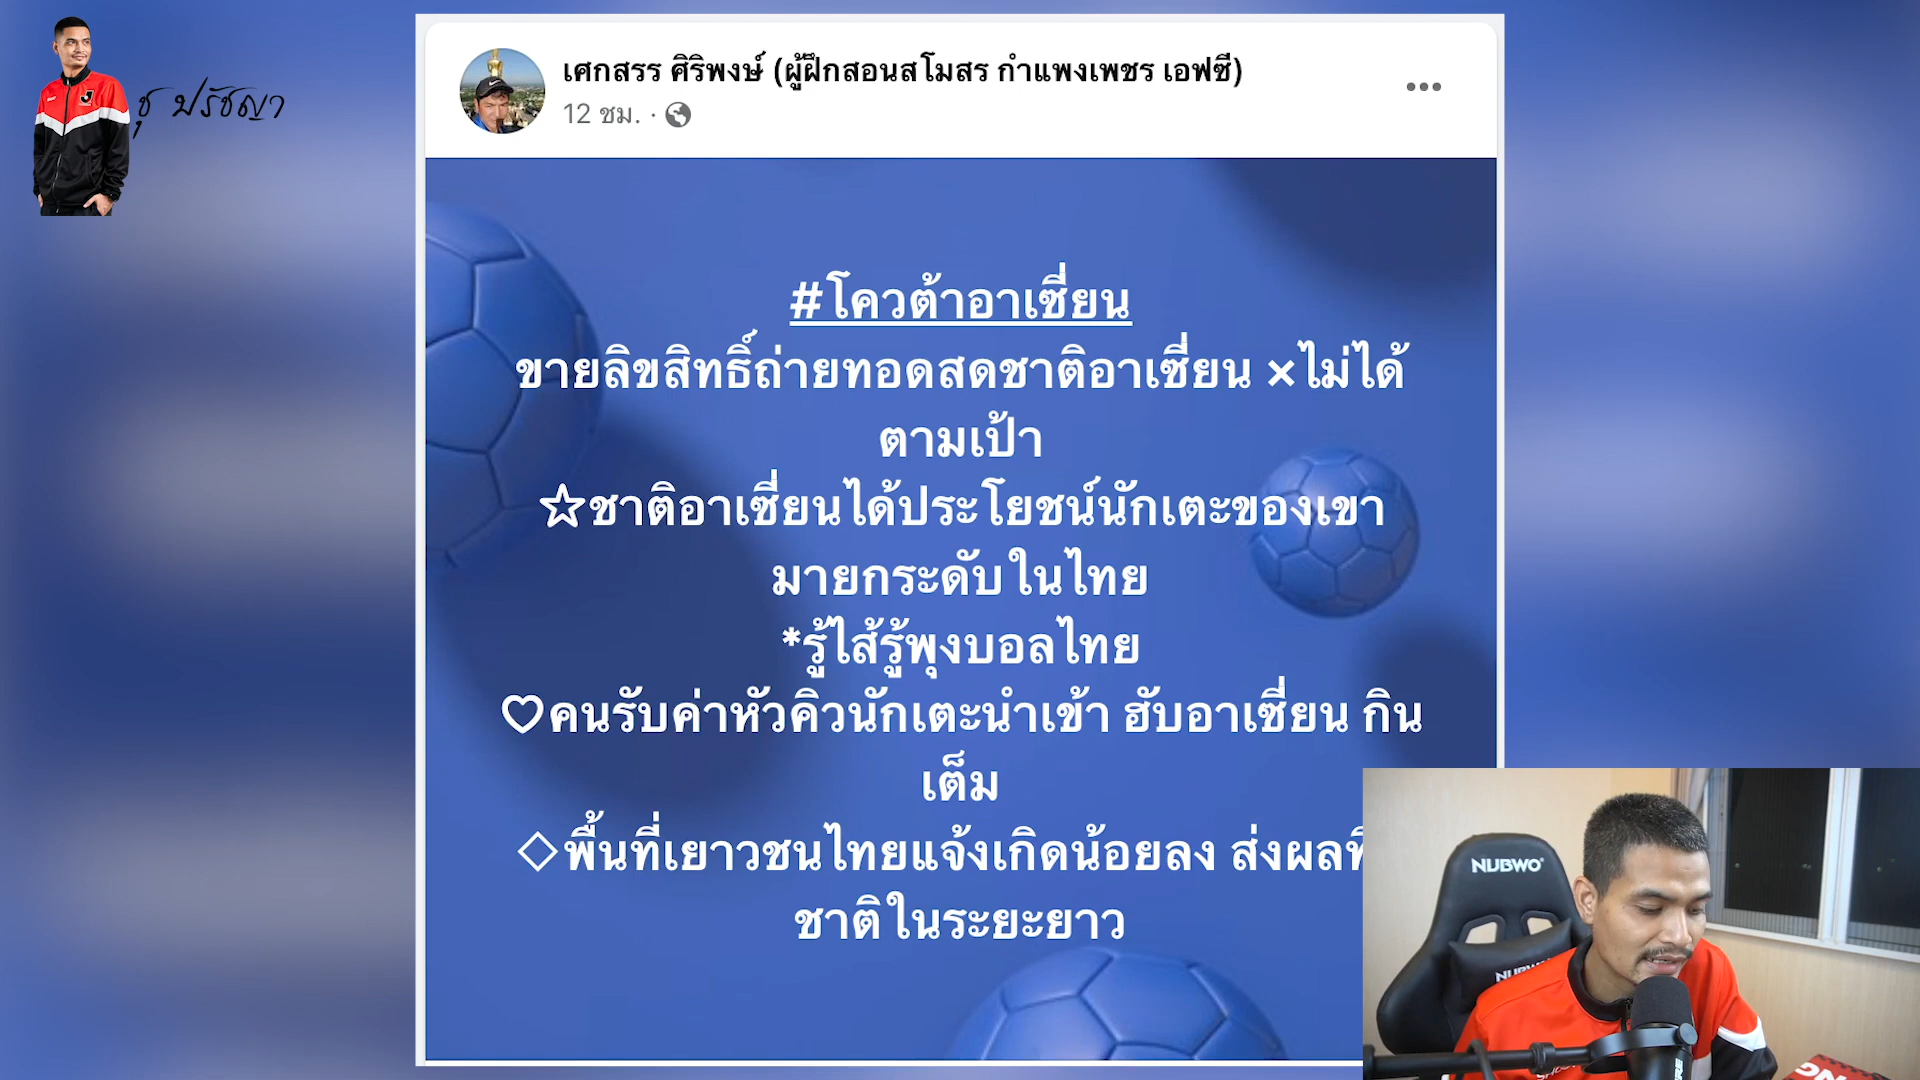 ชุ ปรัชญา
เศกสรร ศิริพงษ์ (ผู้ฝึกสอนสโมสร กำแพงเพชร เอฟซี)
12 ชม. ·
#โควต้าอาเซี่ยน
ขายลิขสิทธิ์ถ่ายทอดสดชาติอาเซี่ยน ×ไม่ได้
ตามเป้า
☆ชาติอาเซี่ยนได้ประโยชน์นักเตะของเขา
มายกระดับในไทย
*รู้ไส้รู้พุงบอลไทย
♡คนรับค่าหัวคิวนักเตะนำเข้า ฮับอาเซี่ยน กิน
เต็ม
◇พื้นที่เยาวชนไทยแจ้งเกิดน้อยลง ส่งผล
ชาติในระยะยาว
NUBWO